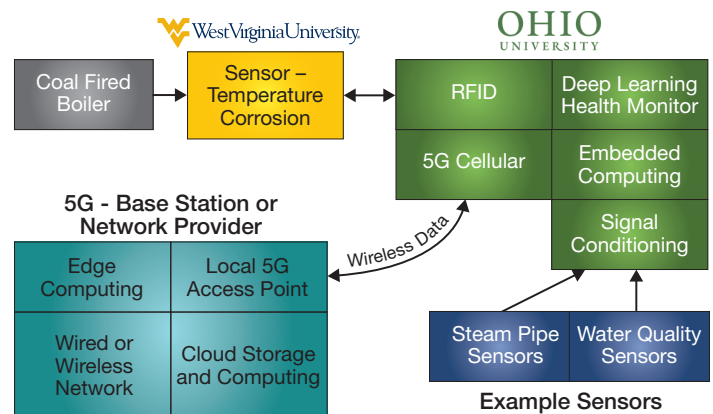 WestVirginiaUniversity.
OHIO
UNIVERSITY
Coal Fired
Boiler
Sensor –
Temperature
Corrosion
RFID
Deep Learning
Health Monitor
5G Cellular
Embedded
Computing
Signal
Conditioning
5G - Base Station or
Network Provider
Wireless Data
Edge
Computing
Local 5G
Access Point
Wired or
Wireless
Network
Cloud Storage
and Computing
Steam Pipe
Sensors
Water Quality
Sensors
Example Sensors